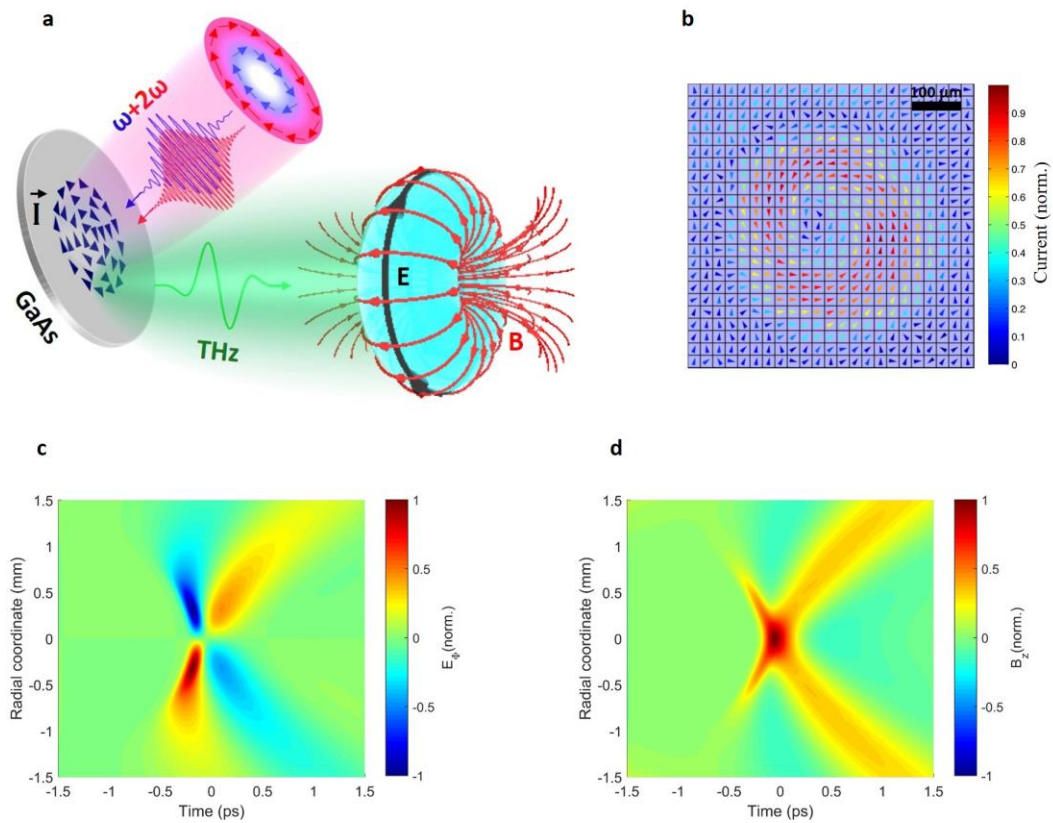 a
ω+2ω
I
GaAs
THz
E
B
b
100 μm
0.9
0.8
0.7
0.6
0.5
0.4
0.3
0.2
0.1
0
Current (norm.)
c
1.5
1
0.5
0
-0.5
-1
-1.5
Radial coordinate (mm)
-1.5
-1
-0.5
0
0.5
1
1.5
Time (ps)
1
0.5
0
-0.5
-1
E_Φ(norm.)
d
1.5
1
0.5
0
-0.5
-1
-1.5
Radial coordinate (mm)
-1.5
-1
-0.5
0
0.5
1
1.5
Time (ps)
1
0.5
0
-0.5
-1
B_z(norm.)